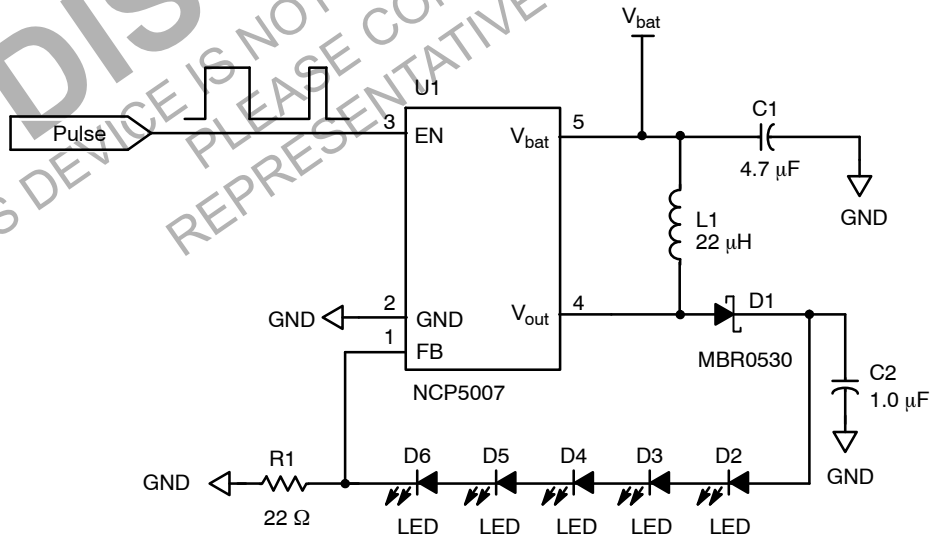 DIS
S DEVICE IS NOT
PLEASE CO
REPRESENTATIVE
Vbat
U1
Pulse
3
EN
Vbat
5
C1
4.7 μF
GND
L1
22 μH
GND
2
GND
1
FB
Vout
4
D1
MBR0530
NCP5007
C2
1.0 μF
GND
GND
R1
22 Ω
D6
D5
D4
D3
D2
LED
LED
LED
LED
LED